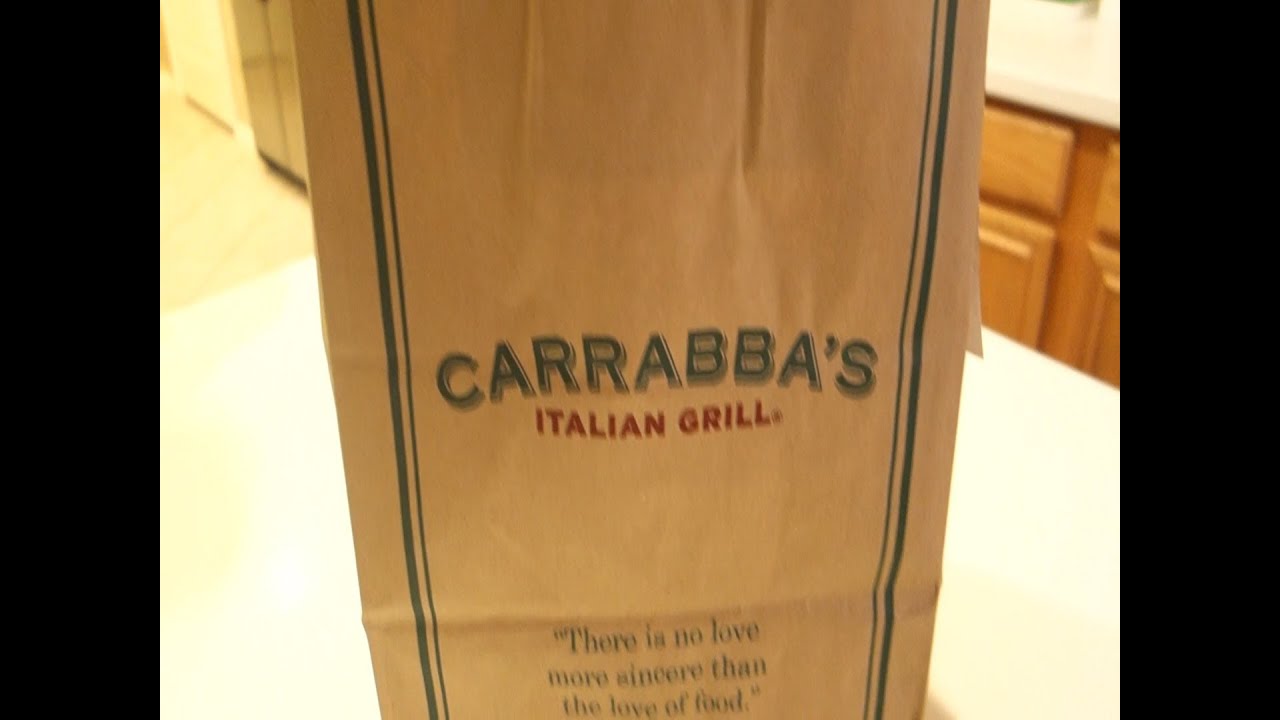 CARRABBA'S
ITALIAN GRILL®
"There is no love
more sincere than
the love of food."